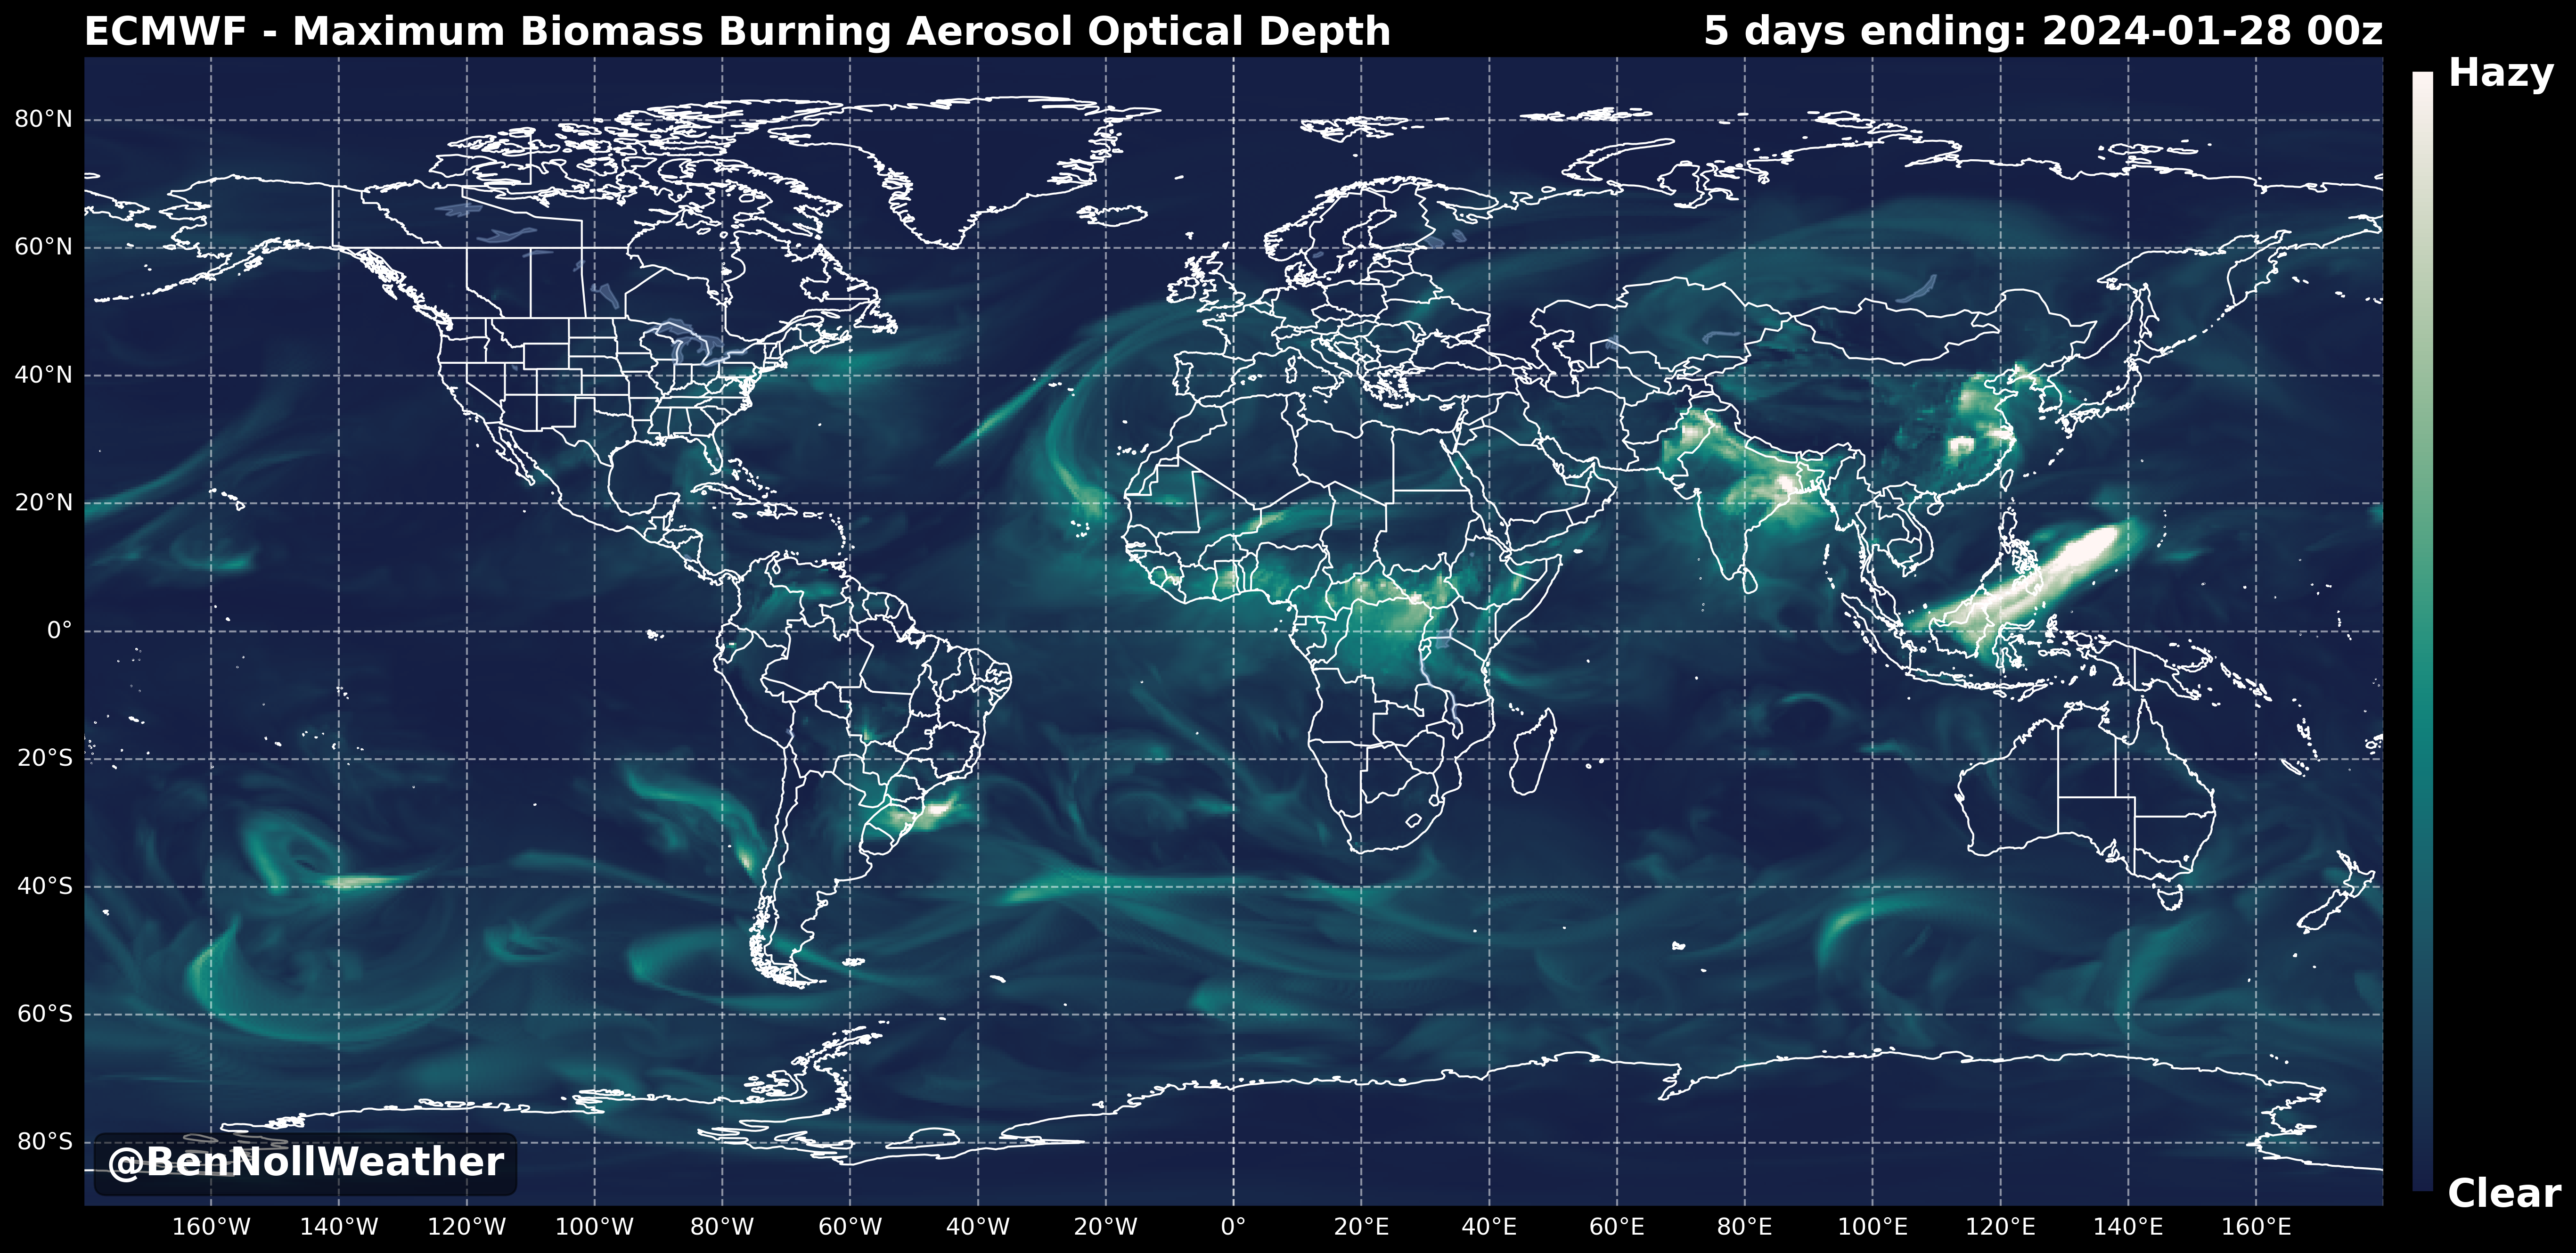 ECMWF - Maximum Biomass Burning Aerosol Optical Depth
5 days ending: 2024-01-28 00z
Hazy
80°N
60°N
40°N
20°N
0°
20°S
40°S
60°S
80°S
@BenNollWeather
Clear
160°W 140°W 120°W 100°W 80°W 60°W 40°W 20°W 0° 20°E 40°E 60°E 80°E 100°E 120°E 140°E 160°E